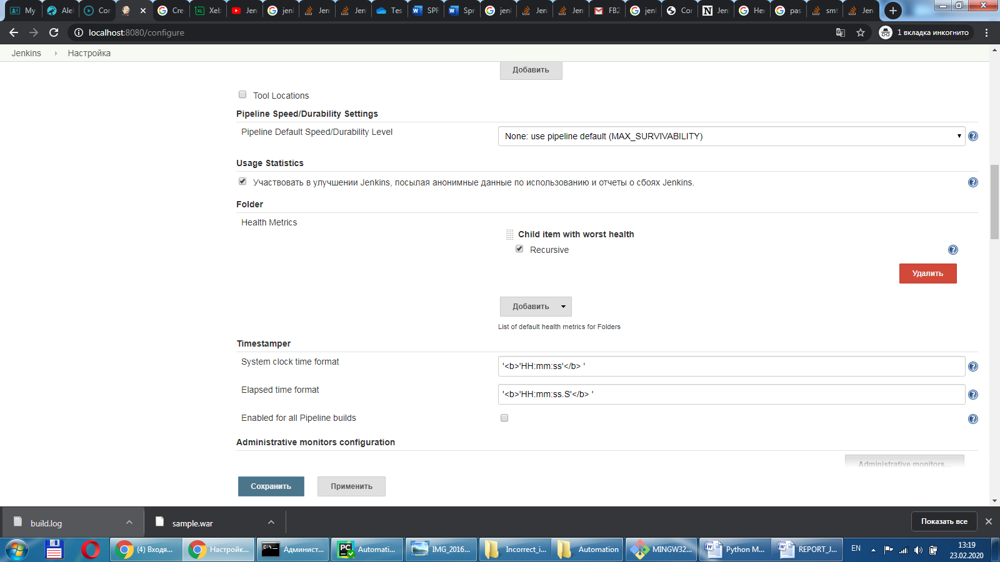 My
Alel
Cor
Cre
Xeb
Jen
jenl
Jenl
Jenl
Tes
SPR
Spr
jenl
Jen
Jen
FB2
jenl
Cor
Jen
Her
pas
smt
Jen
localhost:8080/configure
1 вкладка инкогнито
Jenkins
Настройка
Добавить
Tool Locations
Pipeline Speed/Durability Settings
Pipeline Default Speed/Durability Level
None: use pipeline default (MAX_SURVIVABILITY)
Usage Statistics
Участвовать в улучшении Jenkins, посылая анонимные данные по использованию и отчеты о сбоях Jenkins.
Folder
Health Metrics
Child item with worst health
Recursive
Удалить
Добавить
List of default health metrics for Folders
Timestamper
System clock time format
'<b>'HH:mm:ss'</b> '
Elapsed time format
'<b>'HH:mm:ss.S'</b> '
Enabled for all Pipeline builds
Administrative monitors configuration
Administrative monitors...
Сохранить
Применить
build.log
sample.war
Показать все
(4) Входя...
Настройк...
Админист...
Automati...
IMG_2016...
Incorrect_i...
Automation
MINGW32...
Python M...
REPORT_J...
EN
13:19
23.02.2020